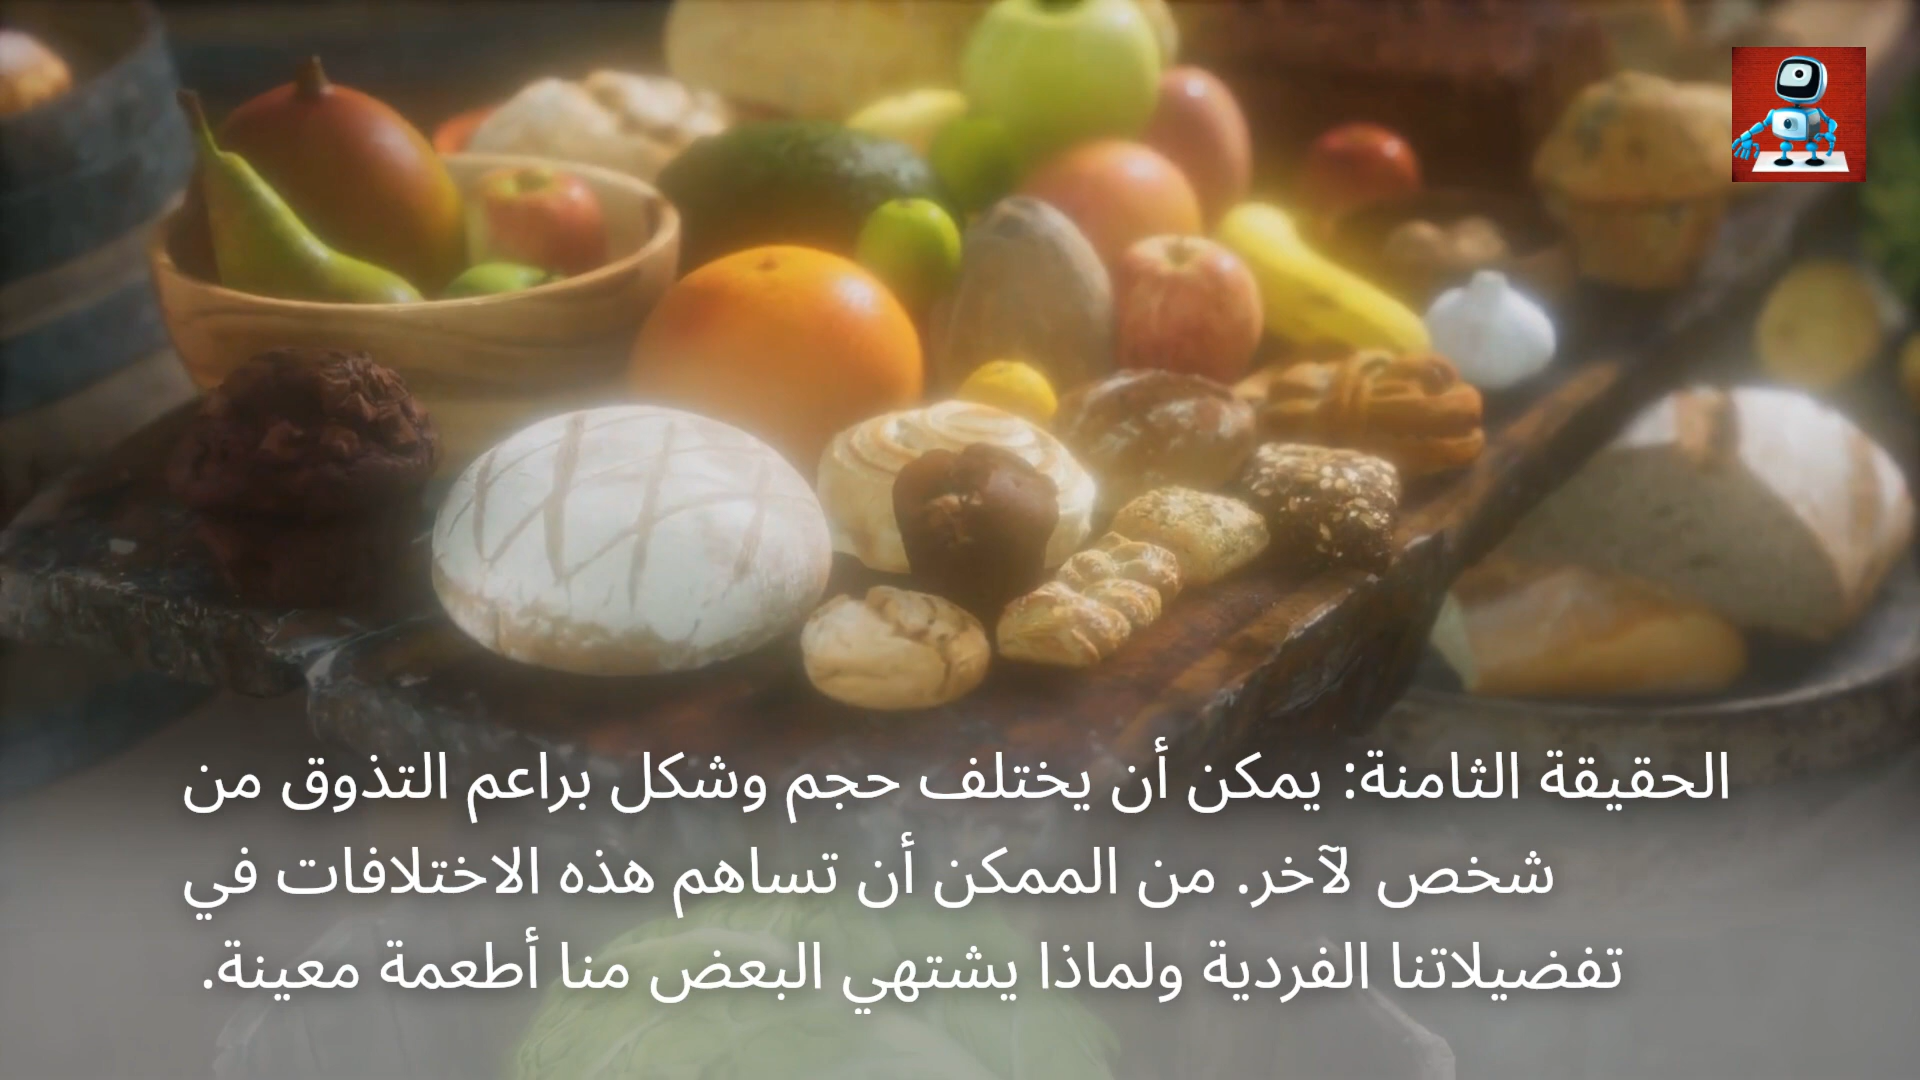 الحقيقة الثامنة: يمكن أن يختلف حجم وشكل براعم التذوق من
شخص لآخر. من الممكن أن تساهم هذه الاختلافات في
تفضيلاتنا الفردية ولماذا يشتهي البعض منا أطعمة معينة.